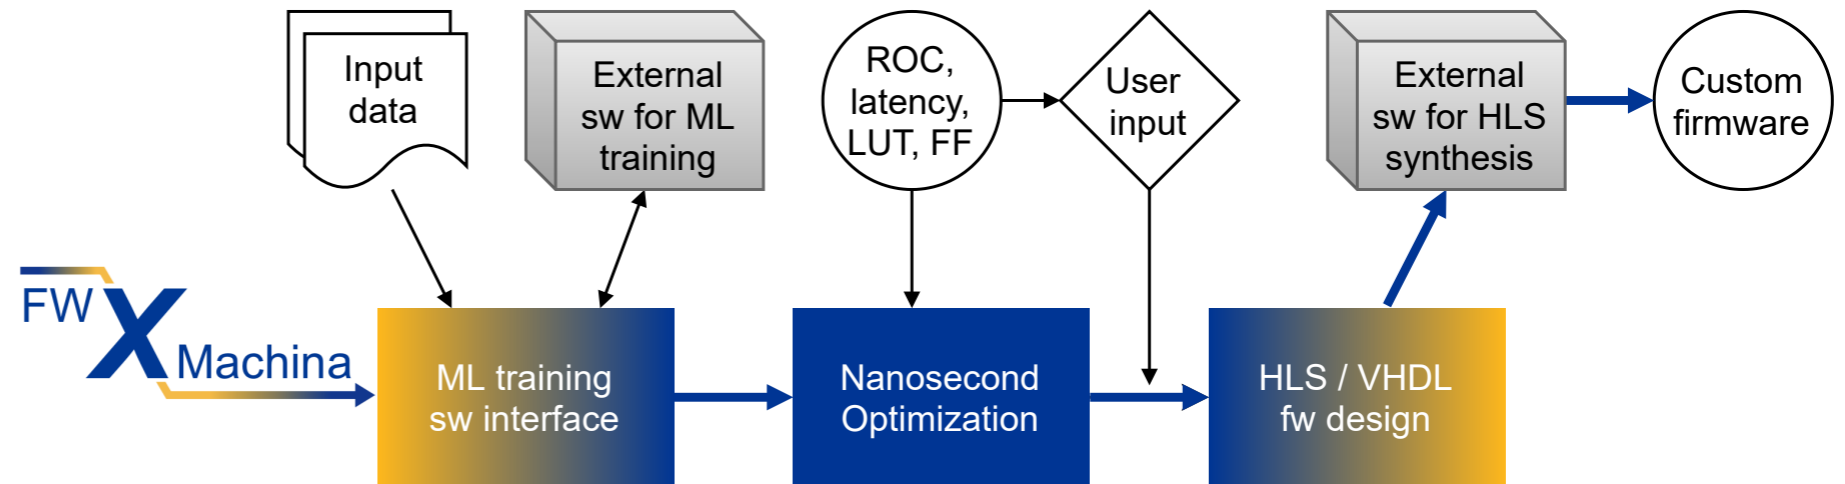 Input
data
External
sw for ML
training
ROC,
latency,
LUT, FF
User
input
External
sw for HLS
synthesis
Custom
firmware
FW
X
Machina
ML training
sw interface
Nanosecond
Optimization
HLS / VHDL
fw design